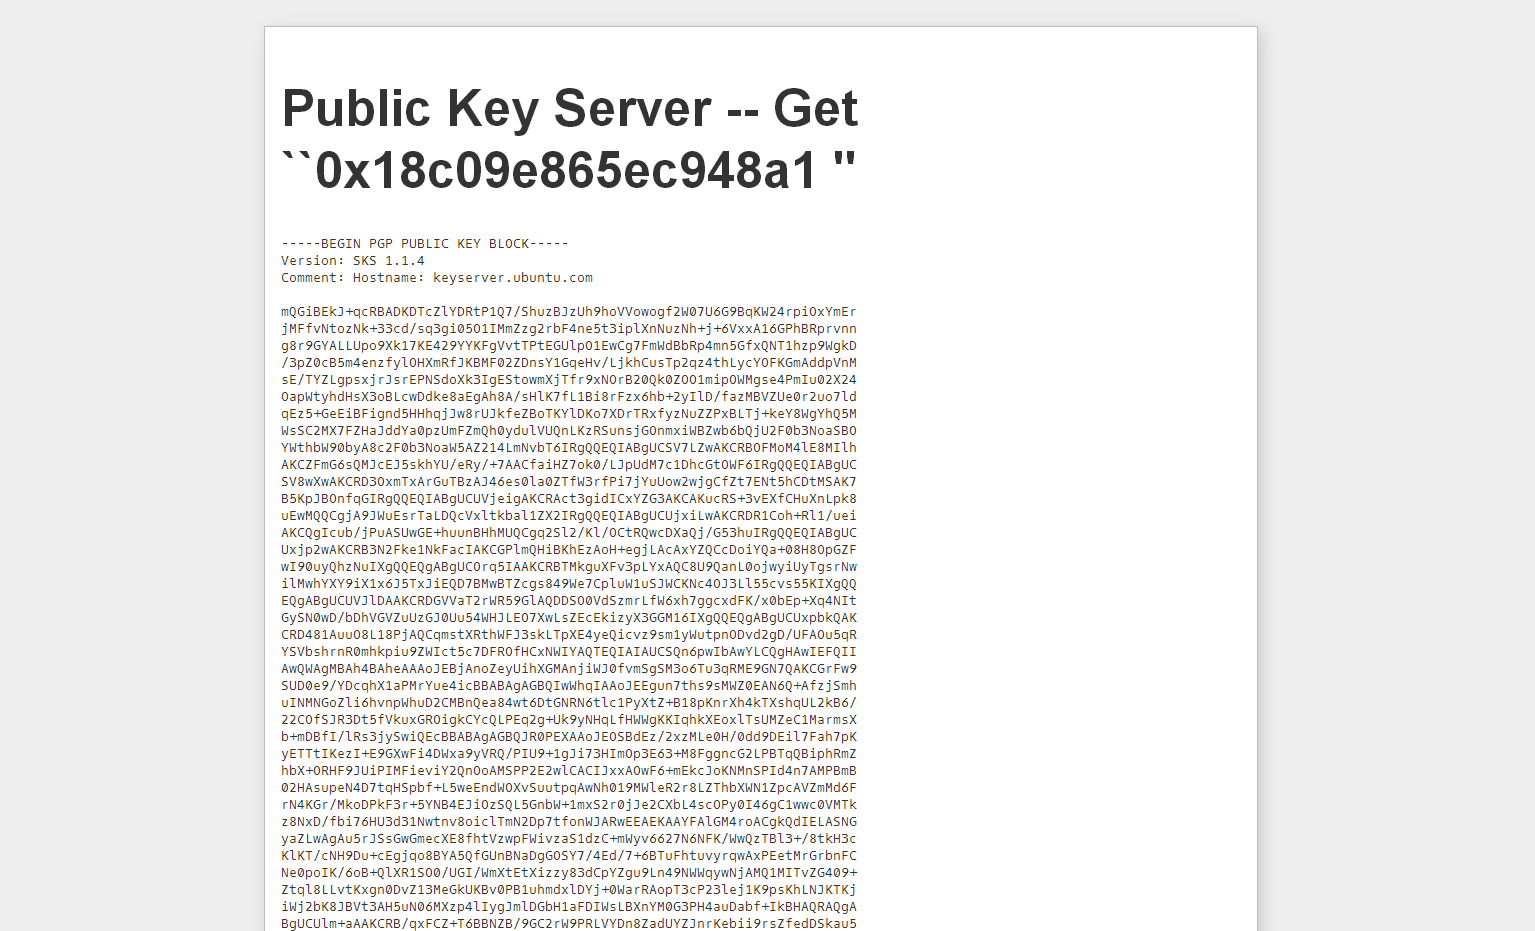 Public Key Server -- Get
``0x18c09e865ec948a1 "
-----BEGIN PGP PUBLIC KEY BLOCK-----
Version: SKS 1.1.4
Comment: Hostname: keyserver.ubuntu.com
mQGiBEkJ+qcRBADKDTcZlYDRtP1Q7/ShuzBJzUh9hoVVowogf2W07U6G9BqKW24rpiOxYmEr
jMFfvNtozNk+33cd/sq3gi05O1IMmZzg2rbF4ne5t3iplXnNuzNh+j+6VxxA16GPhBRprvnn
g8r9GYALLUpo9Xk17KE429YYKFgVvtTPtEGUlpO1EwCg7FmWdBbRp4mn5GfxQNT1hzp9WgkD
/3pZ0cB5m4enzfylOHXmRfJKBMF02ZDnsY1GqeHv/LjkhCusTp2qz4thLycYOFKGmAddpVnM
sE/TYZLgpsxjrJsrEPNSdoXk3IgEStowmXjTfr9xNOrB20Qk0ZOO1mipOWMgse4PmIu02X24
OapWtyhdHsX3oBLcwDdke8aEgAh8A/sHlK7fL1Bi8rFzx6hb+2yIlD/fazMBVZUe0r2uo7ld
qEz5+GeEiBFignd5HHhqjJw8rUJkfeZBoTKYlDKo7XDrTRxfyzNuZZPxBLTj+keY8WgYhQ5M
WsSC2MX7FZHaJddYa0pzUmFZmQh0ydulVUQnLKzRSunsjGOnmxiWBZwb6bQjU2F0b3NoaSBO
YWthbW90byA8c2F0b3NoaW5AZ214LmNvbT6IRgQQEQIABgUCSV7LZwAKCRBOFMoM4lE8MIlh
AKCZFmG6sQMJcEJ5skhYU/eRy/+7AACfaiHZ7ok0/LJpUdM7c1DhcGtOWF6IRgQQEQIABgUC
SV8wXwAKCRD3OxmTxArGuTBzAJ46es0la0ZTfW3rfPi7jYuUow2wjgCfZt7ENt5hCDtMSAK7
B5KpJBOnfqGIRgQQEQIABgUCUVjeigAKCRAct3gidICxYZG3AKCAKucRS+3vEXfCHuXnLpk8
uEwMQQCgjA9JWuEsrTaLDQcVxltkbal1ZX2IRgQQEQIABgUCUjxiLwAKCRDR1Coh+Rl1/uei
AKCQgIcub/jPuASUwGE+huunBHhMUQCgq2Sl2/Kl/OCtRQwcDXaQj/G53huIRgQQEQIABgUC
Uxjp2wAKCRB3N2Fke1NkFacIAKCGPlmQHiBKhEzAoH+egjLAcAxYZQCcDoiYQa+08H8OpGZF
wI90uyQhzNuIXgQQEQgABgUCOrq5IAAKCRBTMkguXFv3pLYxAQC8U9QanL0ojwyiUyTgsrNw
ilMwhYXY9iX1x6J5TxJiEQD7BMwBTZcgs849We7CpluW1uSJWCKNc4OJ3Ll55cvs55KIXgQQ
EQgABgUCUVJlDAAKCRDGVVaT2rWR59GlAQDDSO0VdSzmrLfW6xh7ggcxdFK/x0bEp+Xq4NIt
GySN0wD/bDhVGVZuUzGJ0Uu54WHJLEO7XwLsZEcEkizyX3GGM16IXgQQEQgABgUCUxpbkQAK
CRD481AuuO8L18PjAQCqmstXRthWFJ3skLTpXE4yeQicvz9sm1yWutpnODvd2gD/UFAOu5qR
YSVbshrnR0mhkpiu9ZWIct5c7DFROfHCxNWIYAQTEQIAIAUCSQn6pwIbAwYLCQgHAwIEFQII
AwQWAgMBAh4BAheAAAoJEBjAnoZeyUihXGMAnjiWJ0fvmSgSM3o6Tu3qRME9GN7QAKCGrFw9
SUD0e9/YDcqhX1aPMrYue4icBBABAgAGBQIwWhqIAAoJEEgun7ths9sMWZ0EAN6Q+AfzjSmh
uINMNGoZli6hvnpWhuD2CMBnQea84wt6DtGNRN6tlc1PyXtZ+B18pKnrXh4kTXshqUL2kB6/
22COfSJR3Dt5fVkuxGROigkCYcQLPEq2g+Uk9yNHqLfHWWgKKIqhkXEoxlTsUMZeC1MarmsX
b+mDBfI/lRs3jySwiQEcBBABAgAGBQJR0PEXAAoJEOSBdEz/2xzMLe0H/0dd9DEil7Fah7pK
yETTtIKezI+E9GXwFi4DWxa9yVRQ/PIU9+1gJi73HImOp3E63+M8FggncG2LPBTqQBiphRmZ
hbX+ORHF9JUiPIMFieviY2QnOoAMSPP2E2wlCACIJxxAOwF6+mEkcJoKNMnSPId4n7AMPBmB
02HAsupeN4D7tqHSpbf+L5weEndWOXvSuutpqAwNh019MWleR2r8LZThbXWN1ZpcAVZmMd6F
rN4KGr/MkoDPkF3r+5YNB4EJiOzSQL5GnbW+1mxS2r0jJe2CXbL4scOPy0I46gC1wwc0VMTk
z8NxD/fbi76HU3d31Nwtnv8oiclTmN2Dp7tfonWJARwEEAEKAAYFAlGM4roACgkQdIELASNG
yaZLwAgAu5rJSsGwGmecXE8fhtVzwpFWivzaS1dzC+mWyv6627N6NFK/WwQzTBl3+/8tkH3c
KlKT/cNH9Du+cEgjqo8BYA5QfGUnBNaDgGOSY7/4Ed/7+6BTuFhtuvyrqwAxPEetMrGrbnFC
Ne0poIK/6oB+QlXR1SO0/UGI/WmXtEtXizzy83dCpYZgu9Ln49NWWqywNjAMQ1MITvZG409+
Ztql8LLvtKxgn0DvZ13MeGkUKBv0PB1uhmdxlDYj+0WarRAopT3cP23lej1K9psKhLNJKTKj
iWj2bK8JBVt3AH5uN06MXzp4lIygJmlDGbH1aFDIWsLBXnYM0G3PH4auDabf+IkBHAQRAQgA
BgUCUlm+aAAKCRB/qxFCZ+T6BBNZB/9GC2rW9PRLVYDn8ZadUYZJnrKebii9rsZfedDSkau5